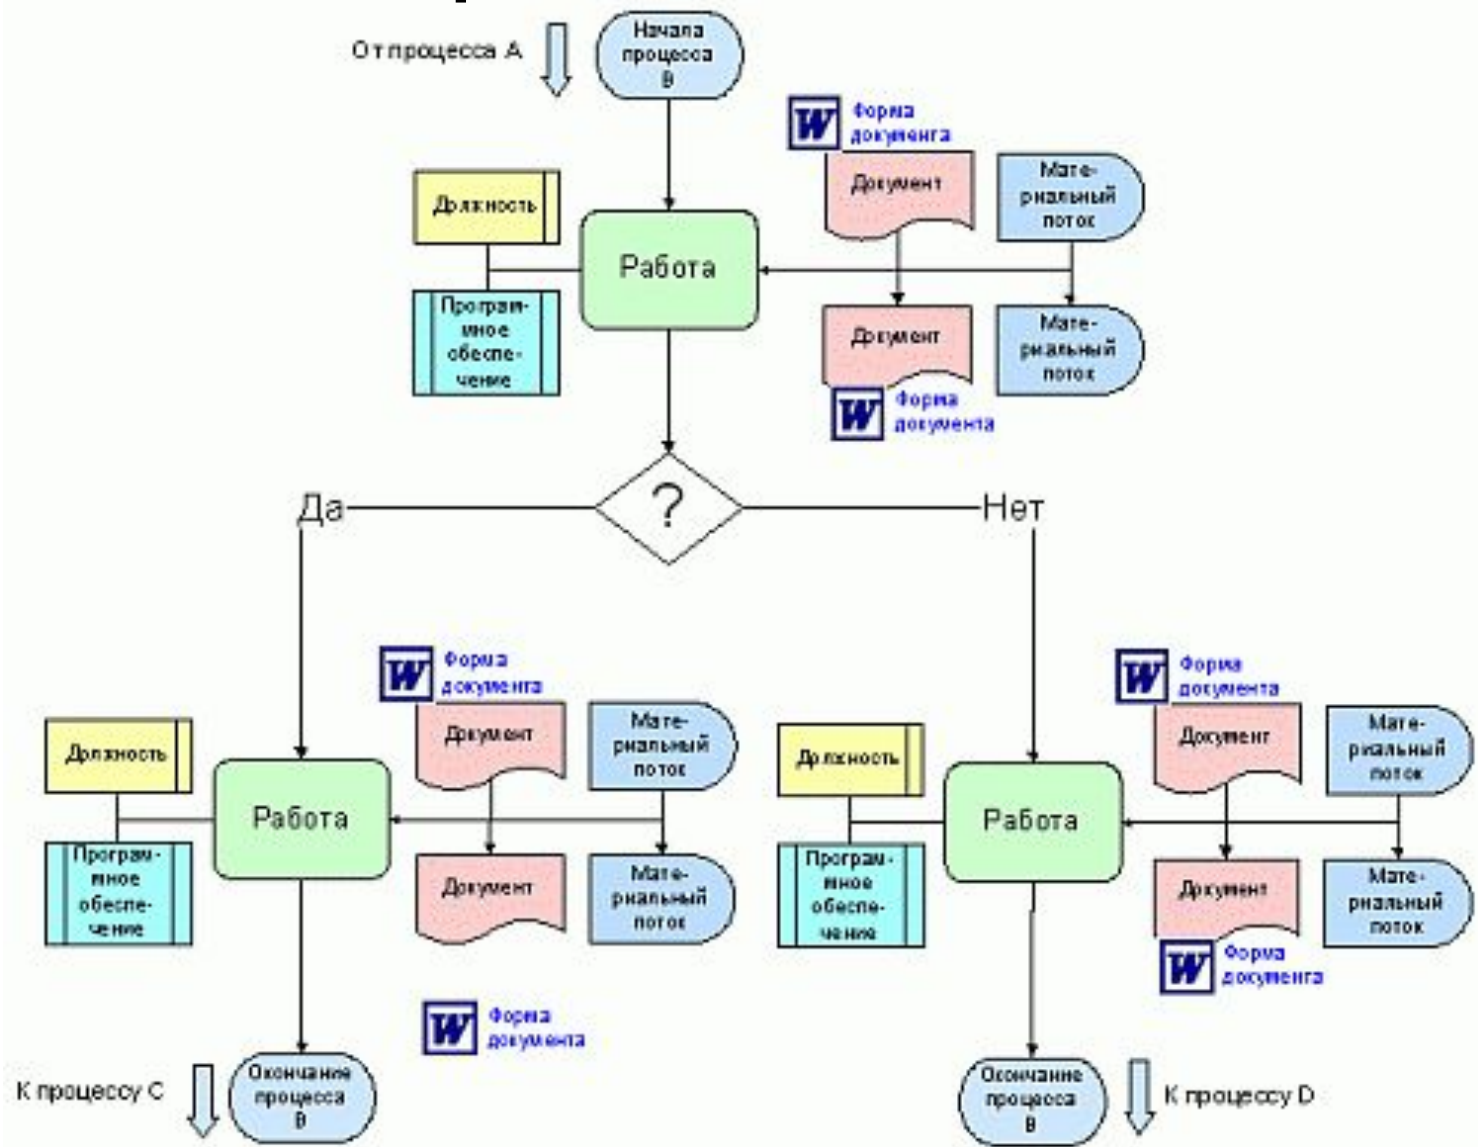 От процесса А
Начала
процесса
В
W
Форма
документа
Документ
Мате-
риальный
поток
Должность
Работа
Програм-
мное
обеспе-
чение
Документ
Мате-
риальный
поток
W
Форма
документа
?
Да
Нет
W
Форма
документа
Документ
Мате-
риальный
поток
Должность
Работа
Програм-
мное
обеспе-
чение
Документ
Мате-
риальный
поток
W
Форма
документа
К процессу С
Окончание
процесса
В
W
Форма
документа
Документ
Мате-
риальный
поток
Должность
Работа
Програм-
мное
обеспе-
чение
Документ
Мате-
риальный
поток
W
Форма
документа
Окончание
процесса
В
К процессу D